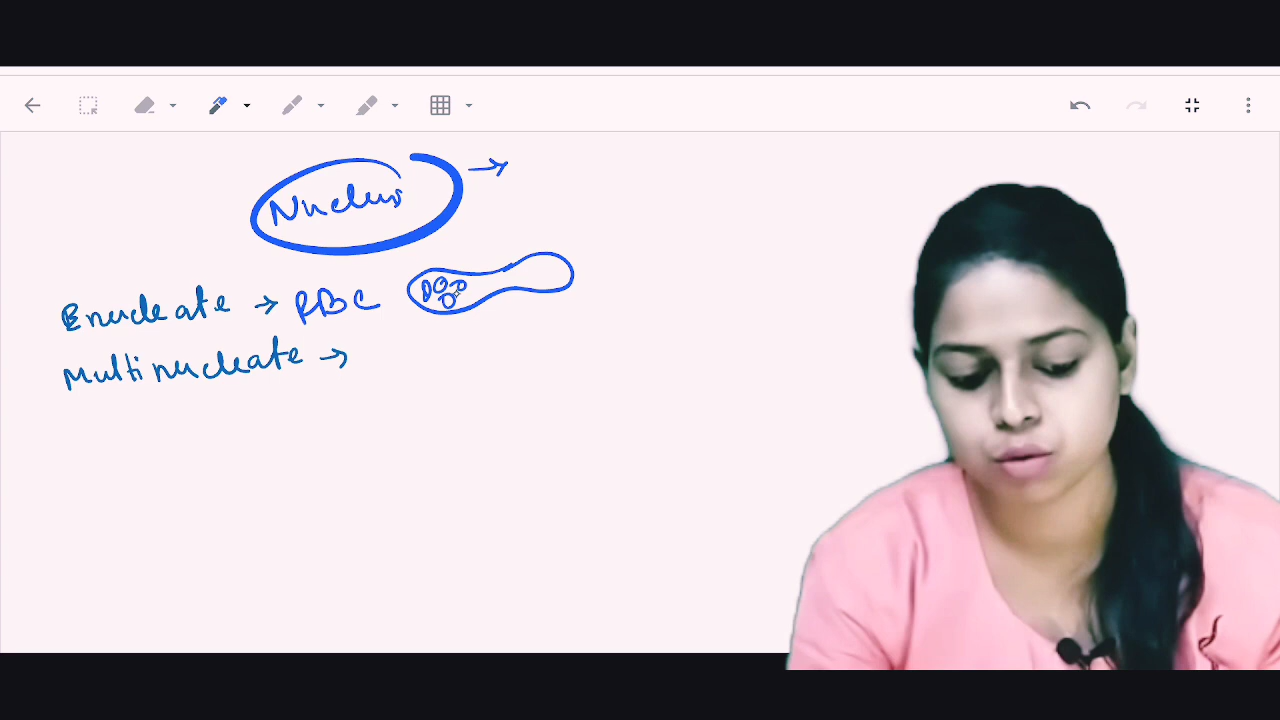 Nucleus →
Enucleate → RBC
Multinucleate →